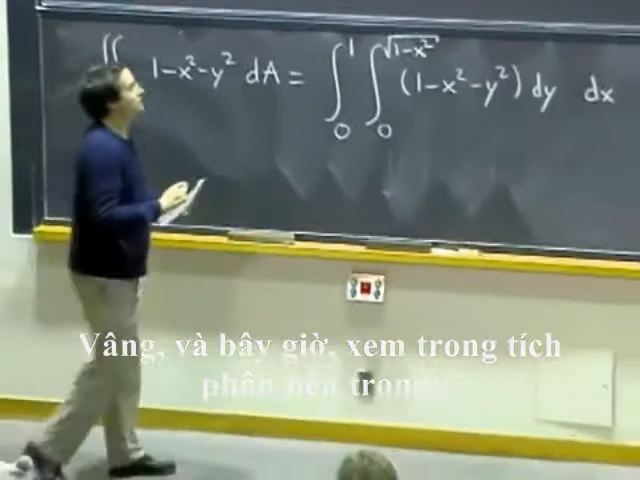 ∬ 1-x²-y² dA = ∫₀¹ ∫₀^√(1-x²) (1-x²-y²) dy dx
Vâng, và bây giờ, xem trong tích
phân bên trong,